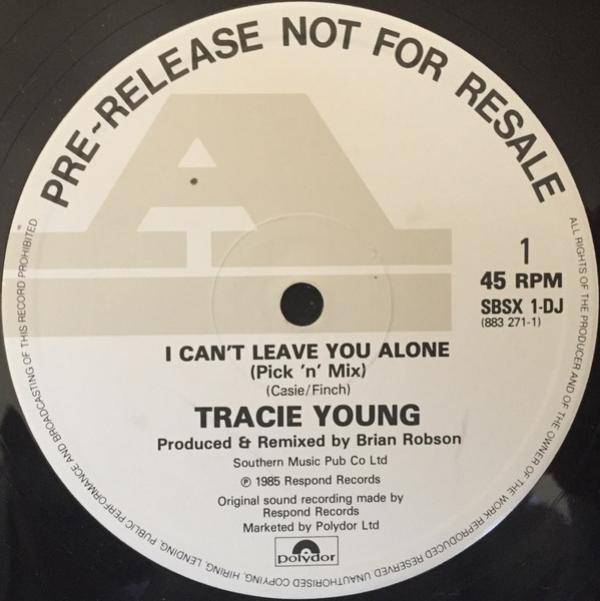 PRE-RELEASE NOT FOR RESALE
A
1
45 RPM
SBSX 1-DJ
(883 271-1)
I CAN'T LEAVE YOU ALONE
(Pick 'n' Mix)
(Casie/Finch)
TRACIE YOUNG
Produced & Remixed by Brian Robson
Southern Music Pub Co Ltd
℗ 1985 Respond Records
Original sound recording made by
Respond Records
Marketed by Polydor Ltd
polydor
ALL RIGHTS OF THE PRODUCER AND OF THE OWNER OF THE WORK REPRODUCED RESERVED UNAUTHORISED COPYING, HIRING, LENDING, PUBLIC PERFORMANCE AND BROADCASTING OF THIS RECORD PROHIBITED